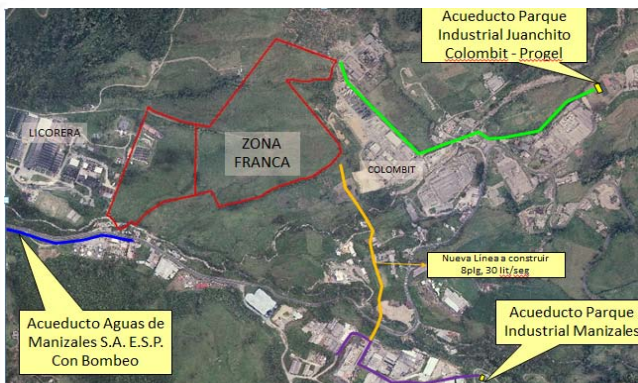 Acueducto Parque
Industrial Juanchito
Colombit - Progel
LICORERA
ZONA
FRANCA
COLOMBIT
Nueva Linea a construir
8plg, 30 lit/seg
Acueducto Aguas de
Manizales S.A. E.S.P.
Con Bombeo
Acueducto Parque
Industrial Manizales